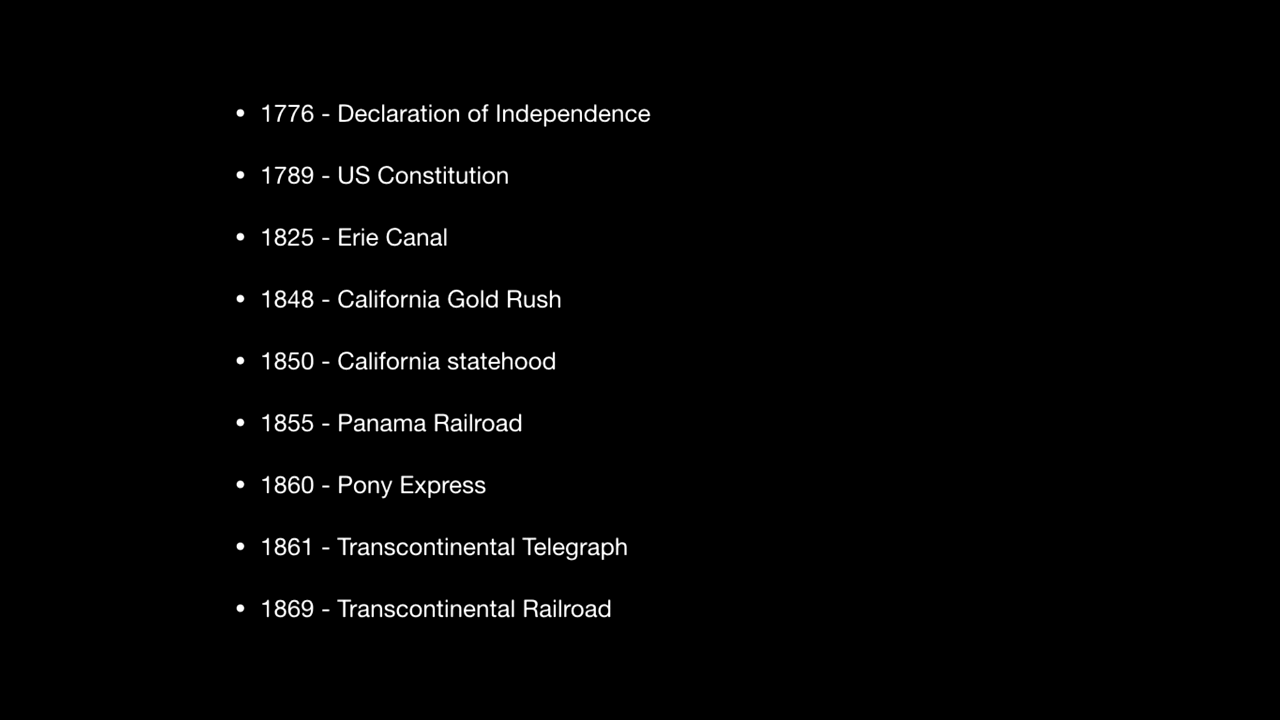 • 1776 - Declaration of Independence
• 1789 - US Constitution
• 1825 - Erie Canal
• 1848 - California Gold Rush
• 1850 - California statehood
• 1855 - Panama Railroad
• 1860 - Pony Express
• 1861 - Transcontinental Telegraph
• 1869 - Transcontinental Railroad